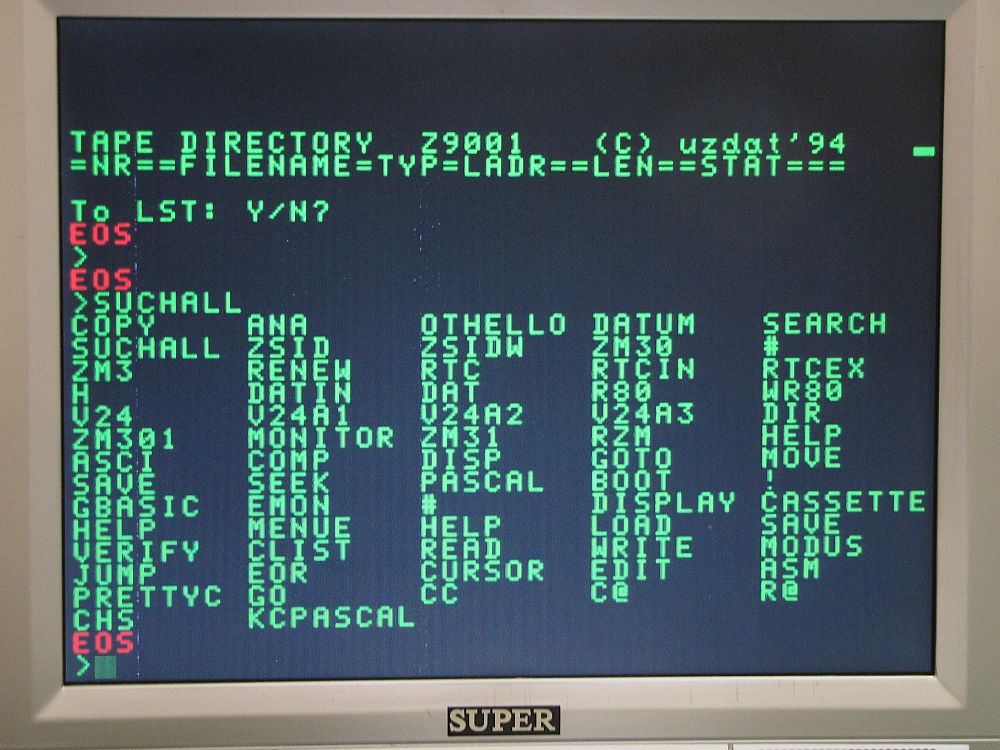 TAPE DIRECTORY Z9001 (C) uzdat'94
=NR==FILENAME=TYP=LADR==LEN==STAT===
To LST: Y/N?
EOS
>
EOS
>SUCHALL
COPY ANA OTHELLO DATUM SEARCH
SUCHALL ZSID ZSIDW ZM30 #
ZM3 RENEW RTC RTCIN RTCEX
H DATIN DAT R80 WR80
V24 V24A1 V24A2 V24A3 DIR
ZM301 MONITOR ZM31 RZM HELP
ASCI COMP DISP GOTO MOVE
SAVE SEEK PASCAL BOOT !
GBASIC EMON # DISPLAY CASSETTE
HELP MENUE HELP LOAD SAVE
VERIFY CLIST READ WRITE MODUS
JUMP EOR CURSOR EDIT ASM
PRETTYC GO CC C@ R@
CHS KCPASCAL
EOS
>
SUPER